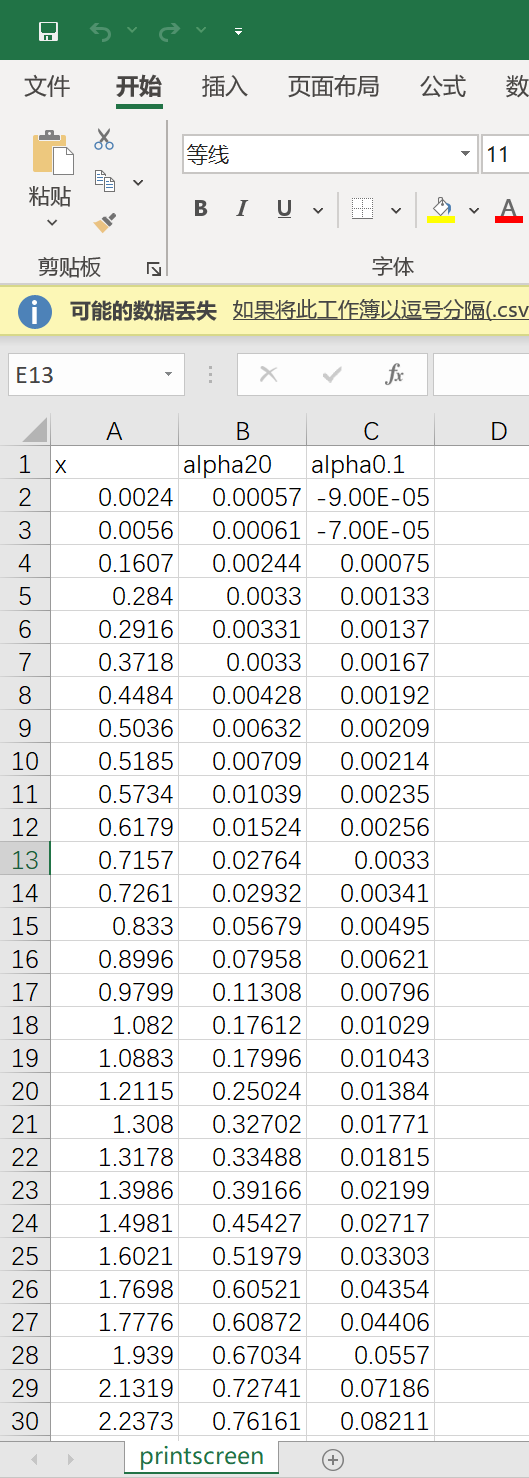 文件 开始 插入 页面布局 公式 数
粘贴
等线 11
B I U A
剪贴板 字体
可能的数据丢失 如果将此工作簿以逗号分隔(.csv
E13 fx
A B C D
1 x alpha20 alpha0.1
2 0.0024 0.00057 -9.00E-05
3 0.0056 0.00061 -7.00E-05
4 0.1607 0.00244 0.00075
5 0.284 0.0033 0.00133
6 0.2916 0.00331 0.00137
7 0.3718 0.0033 0.00167
8 0.4484 0.00428 0.00192
9 0.5036 0.00632 0.00209
10 0.5185 0.00709 0.00214
11 0.5734 0.01039 0.00235
12 0.6179 0.01524 0.00256
13 0.7157 0.02764 0.0033
14 0.7261 0.02932 0.00341
15 0.833 0.05679 0.00495
16 0.8996 0.07958 0.00621
17 0.9799 0.11308 0.00796
18 1.082 0.17612 0.01029
19 1.0883 0.17996 0.01043
20 1.2115 0.25024 0.01384
21 1.308 0.32702 0.01771
22 1.3178 0.33488 0.01815
23 1.3986 0.39166 0.02199
24 1.4981 0.45427 0.02717
25 1.6021 0.51979 0.03303
26 1.7698 0.60521 0.04354
27 1.7776 0.60872 0.04406
28 1.939 0.67034 0.0557
29 2.1319 0.72741 0.07186
30 2.2373 0.76161 0.08211
printscreen